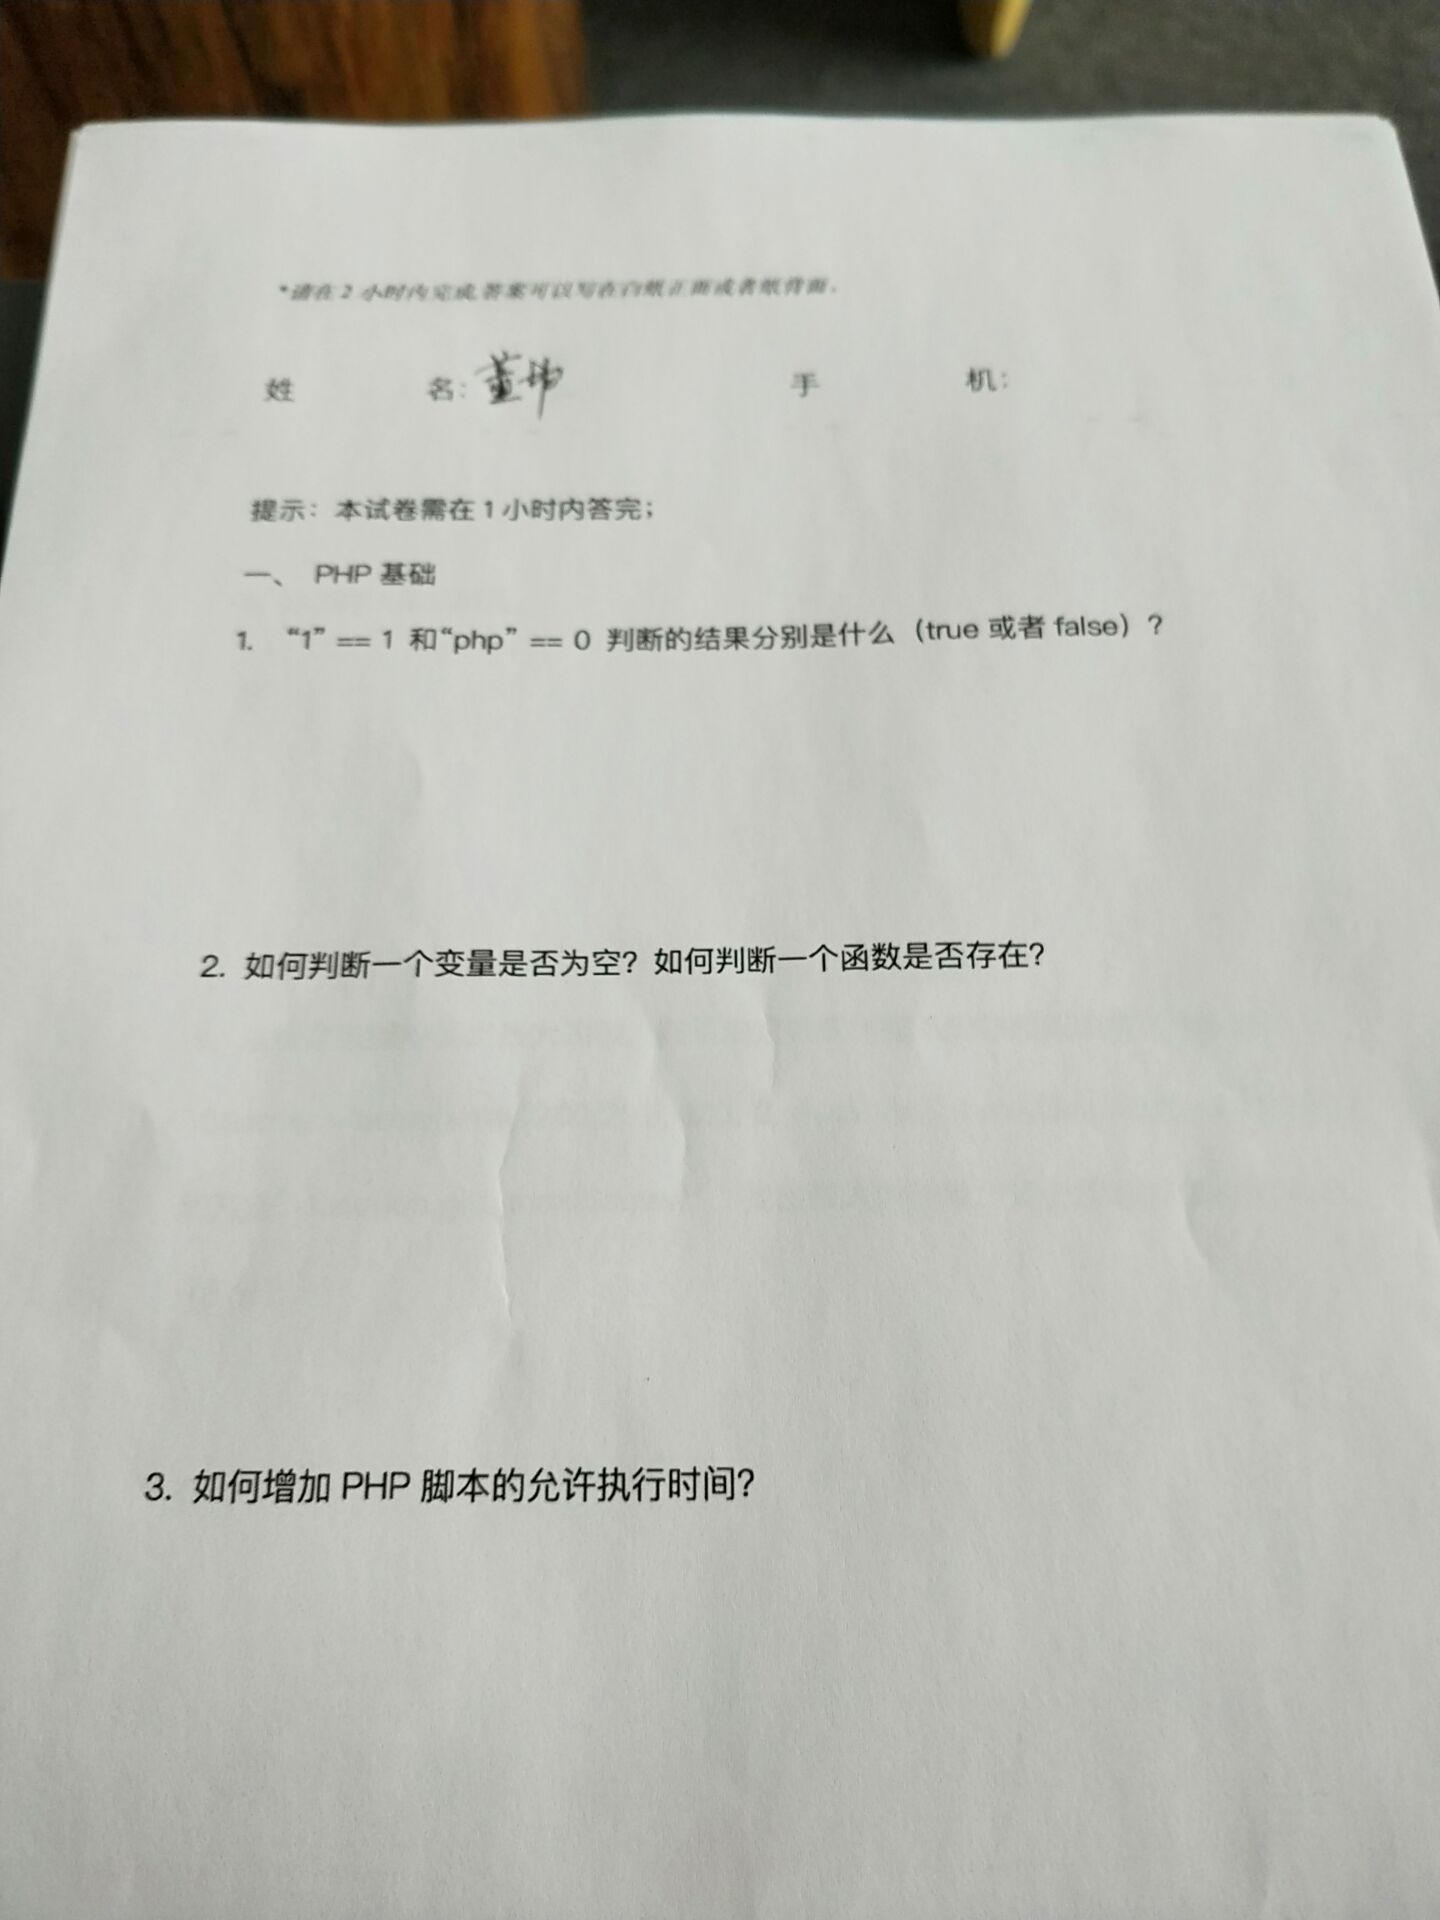 *请在 2 小时内完成,答案可以写在白纸正面或者纸背面。
姓 名： 董 手 机：
提示：本试卷需在 1 小时内答完；
一、 PHP 基础
1. “1” == 1 和“php” == 0 判断的结果分别是什么（true 或者 false）？
2. 如何判断一个变量是否为空？如何判断一个函数是否存在？
3. 如何增加 PHP 脚本的允许执行时间？